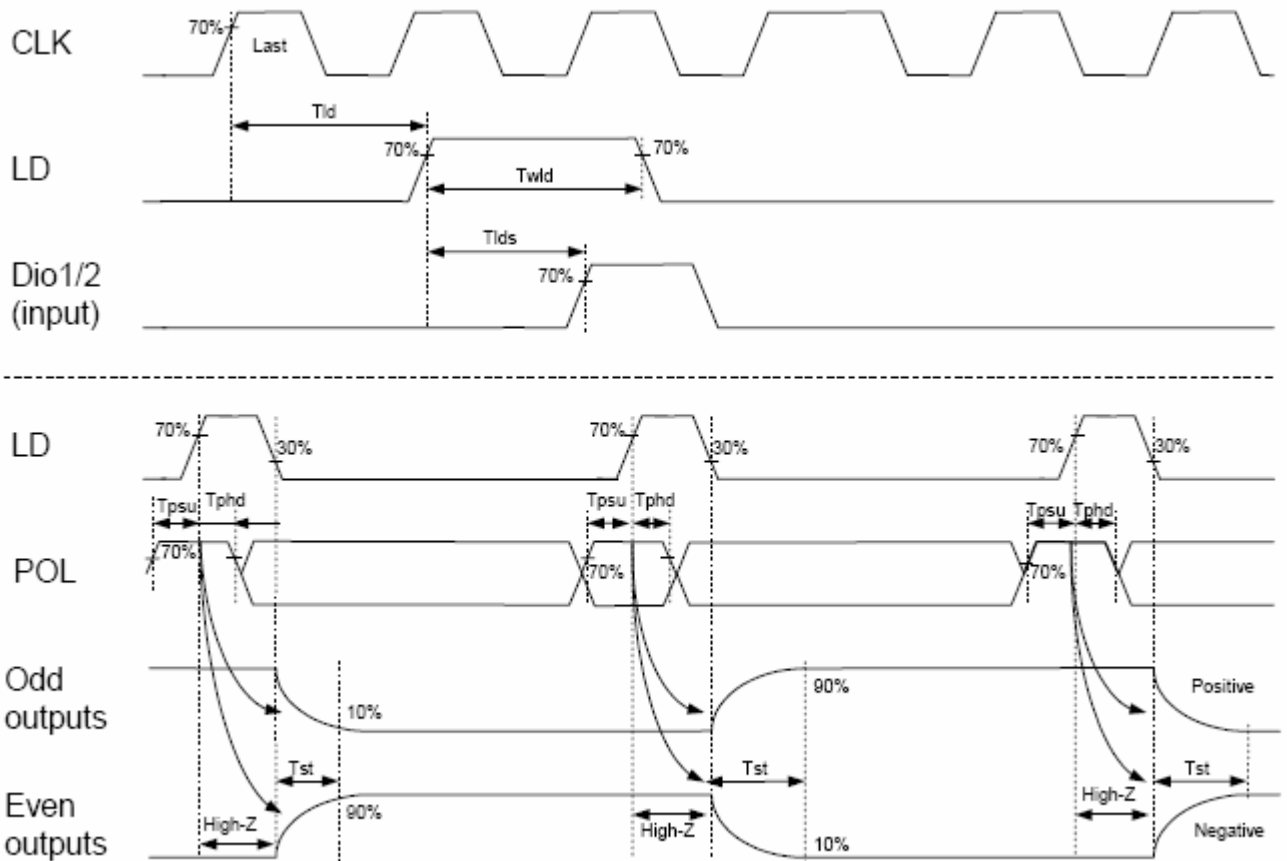 CLK
70%
Last
Tld
LD
70%
70%
Twld
Tlds
Dio1/2
(input)
70%
LD
70%
30%
70%
30%
70%
30%
Tpsu
Tphd
Tpsu
Tphd
Tpsu
Tphd
POL
70%
70%
70%
Odd
outputs
10%
90%
Positive
Tst
Tst
Tst
Even
outputs
High-Z
90%
High-Z
10%
High-Z
Negative